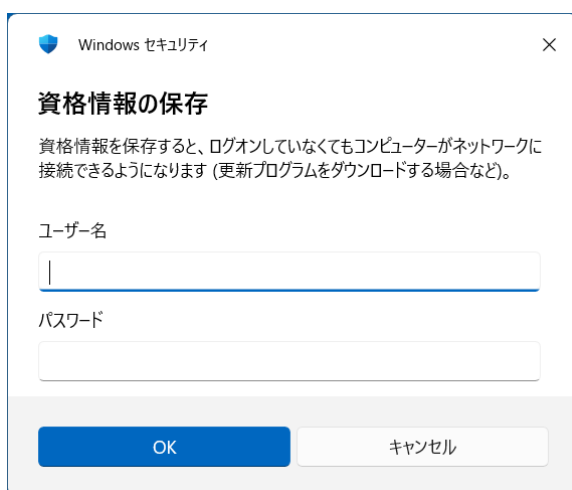 Windows セキュリティ
資格情報の保存
資格情報を保存すると、ログオンしていなくてもコンピューターがネットワークに
接続できるようになります (更新プログラムをダウンロードする場合など)。
ユーザー名
パスワード
OK
キャンセル